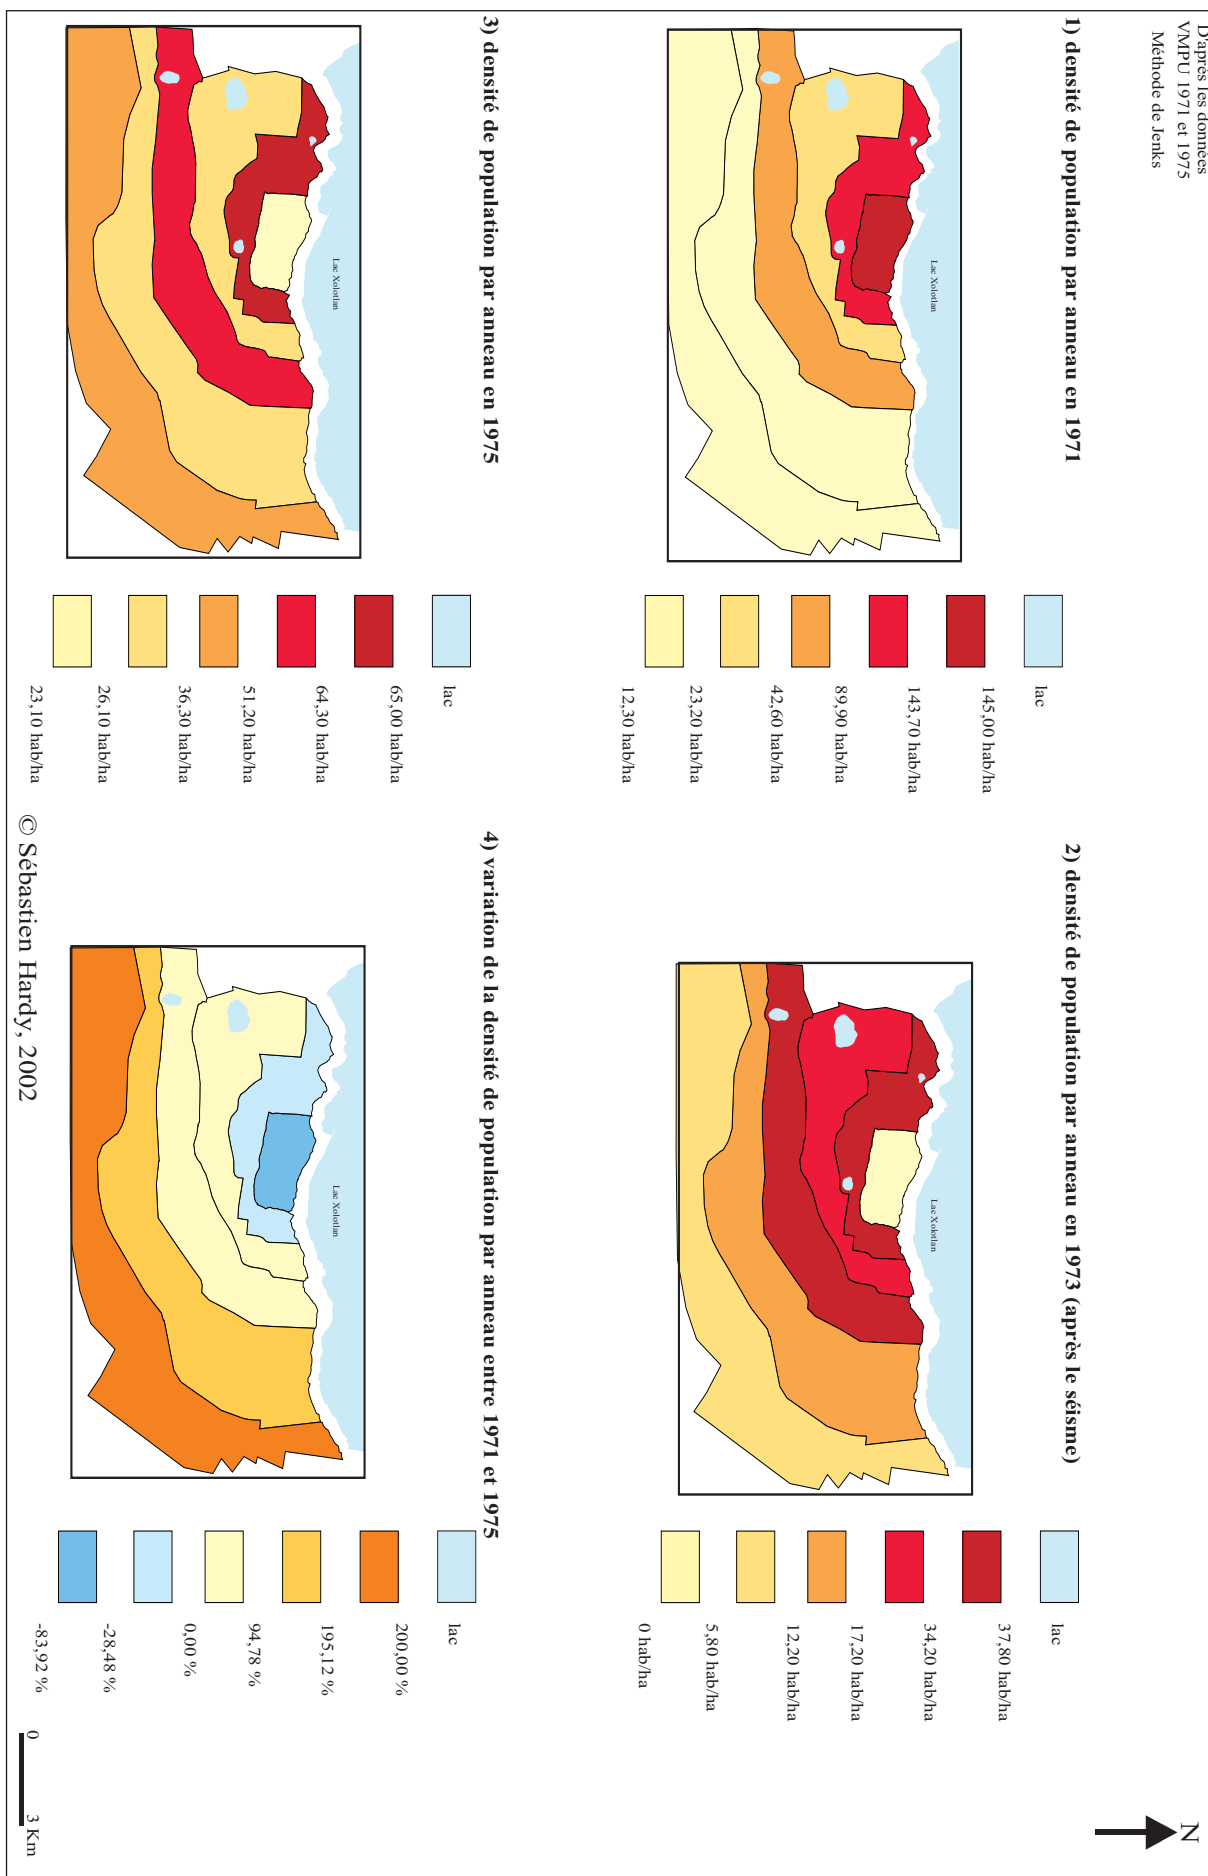 D'après les données
VMPU 1971 et 1975
Méthode de Jenks
N
1) densité de population par anneau en 1971
Lac Xolotlan
lac
145,00 hab/ha
143,70 hab/ha
89,90 hab/ha
42,60 hab/ha
23,20 hab/ha
12,30 hab/ha
2) densité de population par anneau en 1973 (après le séisme)
Lac Xolotlan
lac
37,80 hab/ha
34,20 hab/ha
17,20 hab/ha
12,20 hab/ha
5,80 hab/ha
0 hab/ha
3) densité de population par anneau en 1975
Lac Xolotlan
lac
65,00 hab/ha
64,30 hab/ha
51,20 hab/ha
36,30 hab/ha
26,10 hab/ha
23,10 hab/ha
4) variation de la densité de population par anneau entre 1971 et 1975
Lac Xolotlan
lac
200,00 %
195,12 %
94,78 %
0,00 %
-28,48 %
-83,92 %
© Sébastien Hardy, 2002
0 3 Km